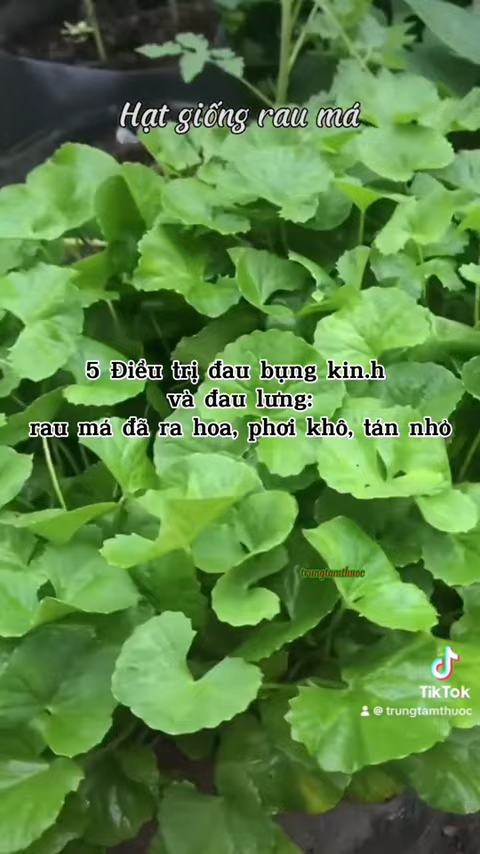 Hạt giống rau má
5 Điều trị đau bụng kin.h
và đau lưng:
rau má đã ra hoa, phơi khô, tán nhỏ
trungtamthuoc
TikTok
@ trungtamthuoc